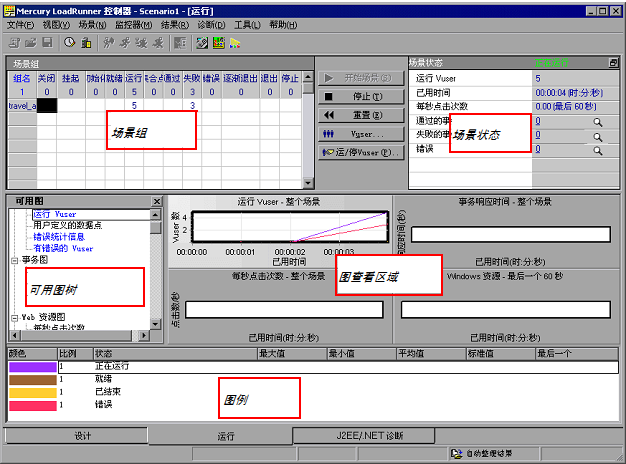 Mercury LoadRunner 控制器 - Scenario1 - [运行]
文件(F) 视图(V) 场景(N) 监控器(M) 结果(R) 诊断(D) 工具(L) 帮助(H)
场景组
组名 关闭 挂起 初始化 就绪 运行 集合点 通过 失败 错误 逐渐退出 退出 停止
1 0 0 0 0 5 0 0 3 0 0 0 0
travel_a 5 3
场景组
开始场景(S)
停止(T)
重置(E)
Vuser...
运/停Vuser(P)...
场景状态 正在运行
运行 Vuser 5
已用时间 00:00:04 (时:分:秒)
每秒点击次数 0.00 (最后 60 秒)
通过的事 0
失败的事 0
错误 0
场景状态
可用图
运行 Vuser
用户定义的数据点
错误统计信息
有错误的 Vuser
事务图
可用图树
Web 资源图
每秒点击次数
运行 Vuser - 整个场景
Vuser 数
4
2
0
00:00:00 00:00:01 00:00:02 00:00:03
已用时间
事务响应时间 - 整个场景
响应时间(秒)
已用时间(时:分:秒)
图查看区域
每秒点击次数 - 整个场景
点击数/秒
已用时间(时:分:秒)
Windows 资源 - 最后一个 60 秒
已用时间(时:分:秒)
颜色 比例 状态 最大值 最小值 平均值 标准值 最后一个
1 正在运行
1 就绪
1 已结束
1 错误
图例
设计 运行 J2EE/.NET 诊断
自动整理结果